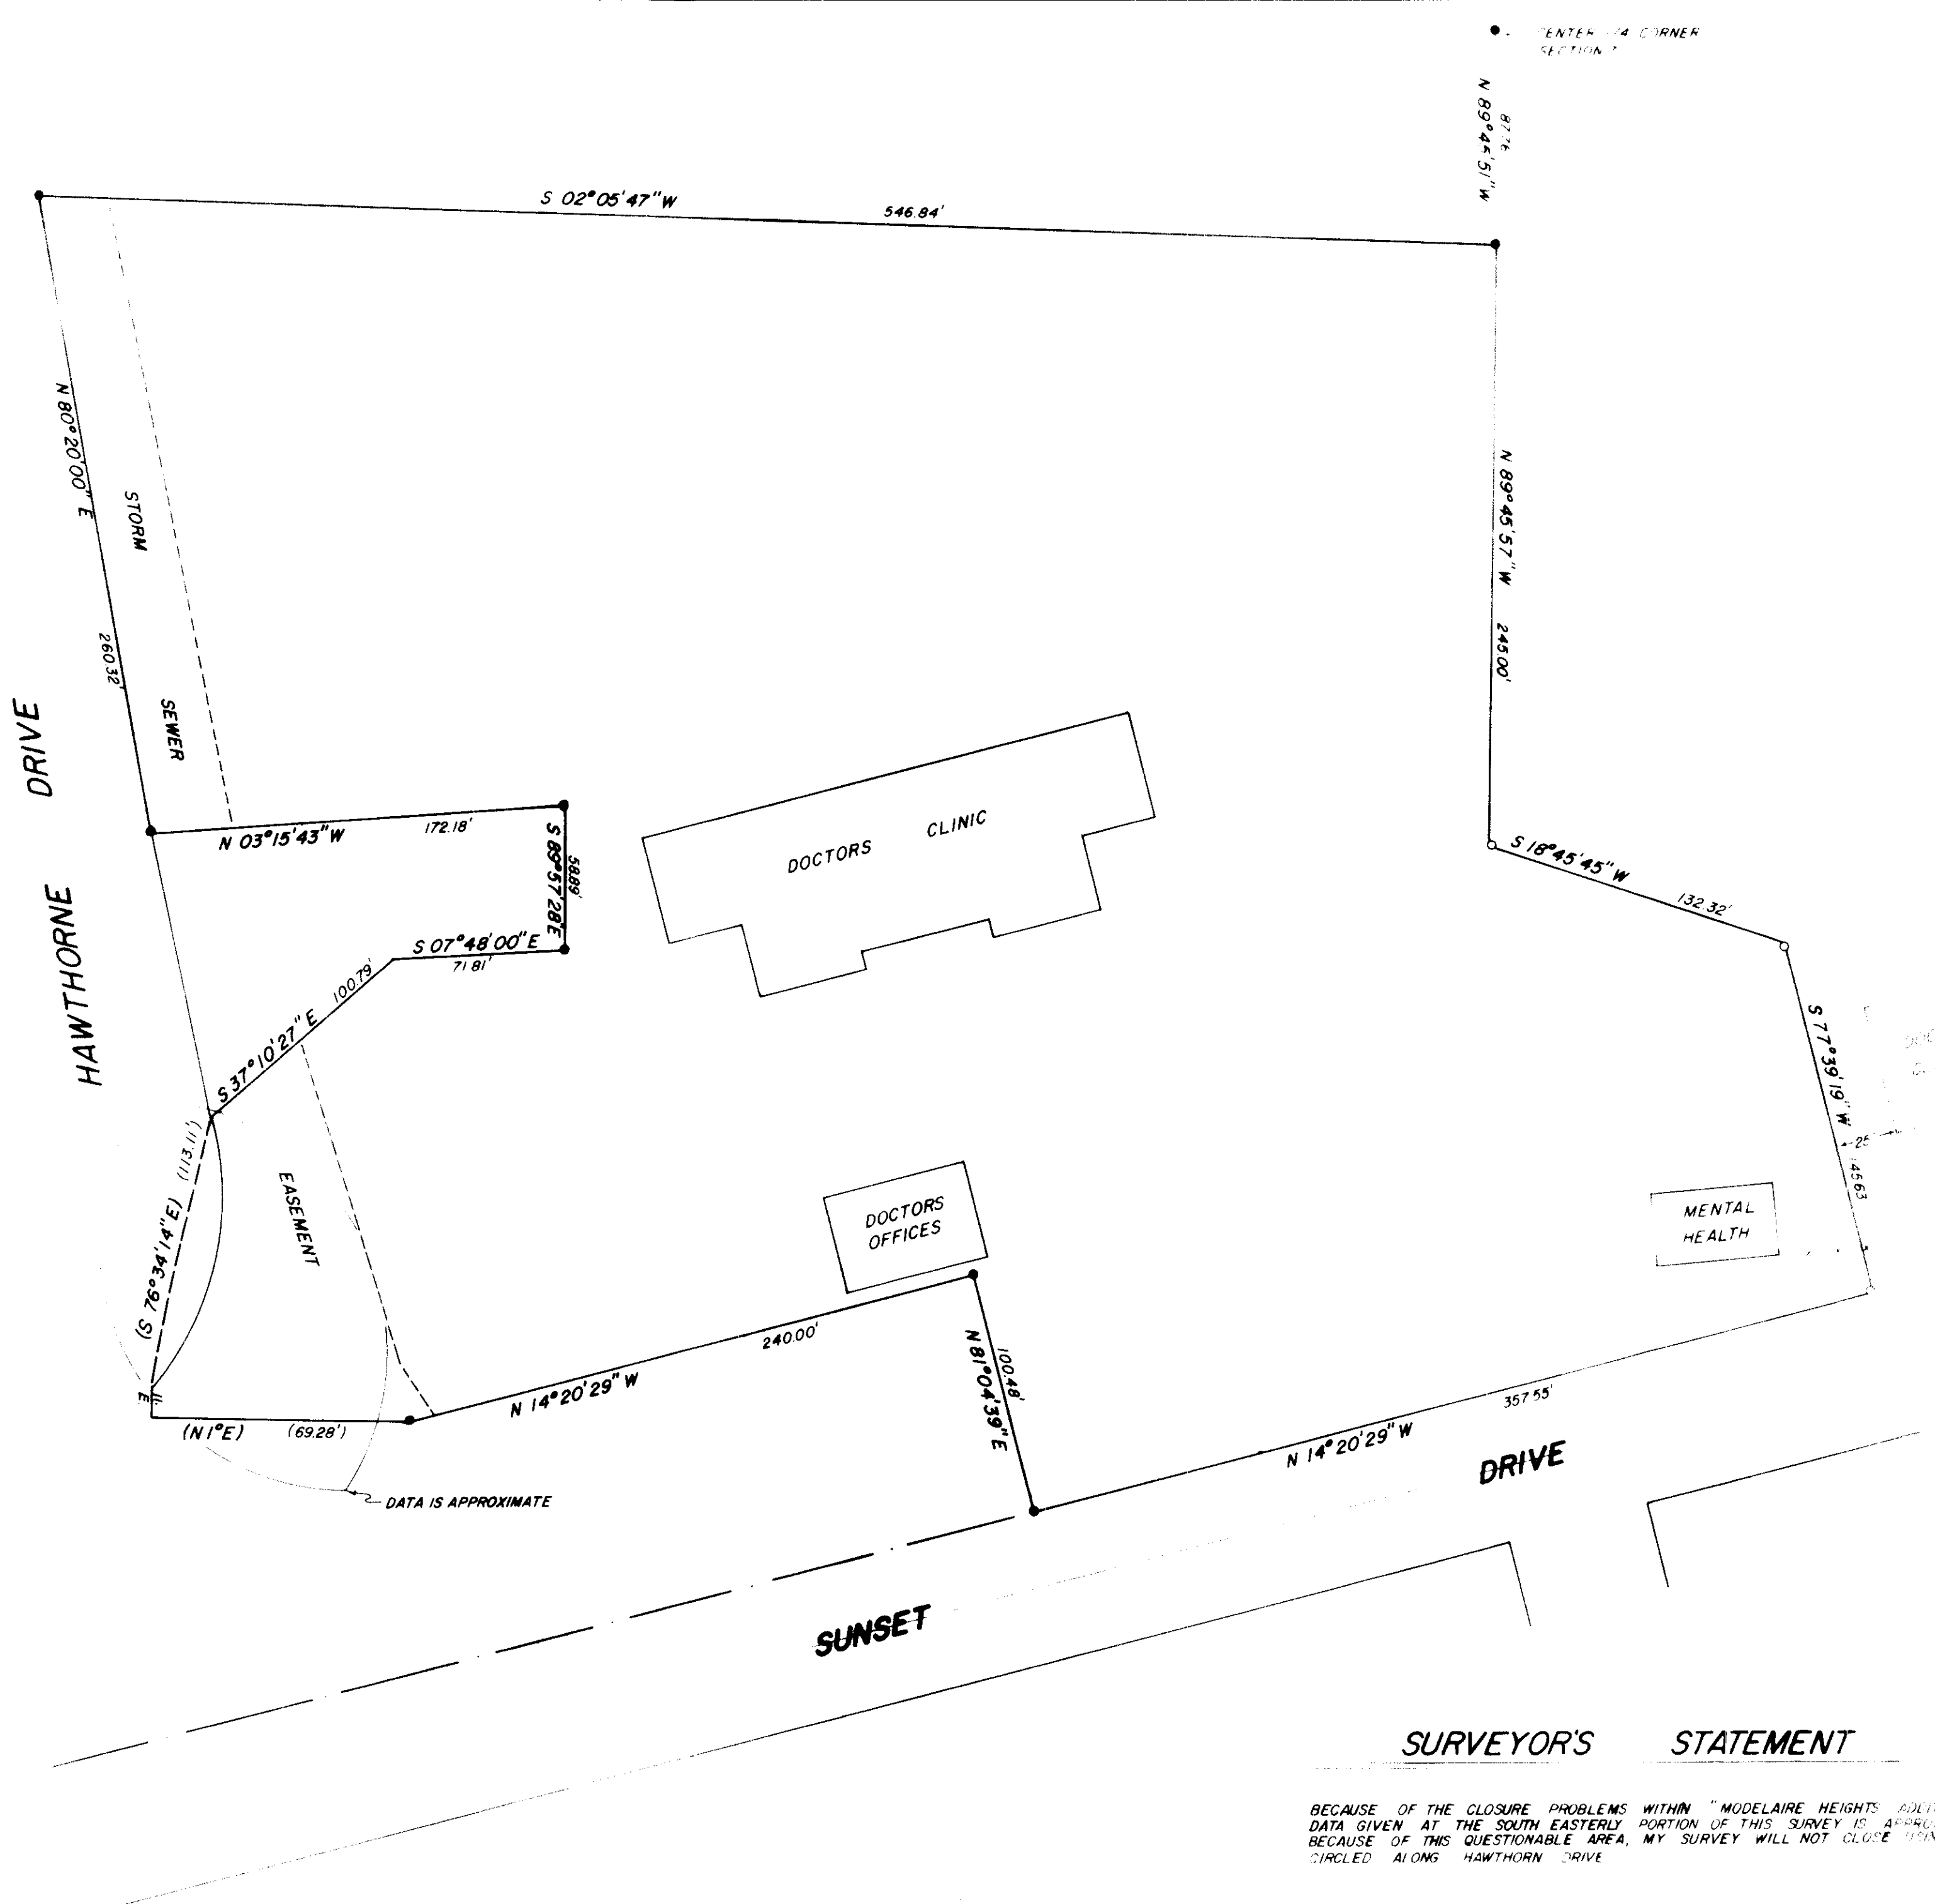 CORNER
N 89°45'51" W
S 02°05'47" W
546.84'
N 80°20'00" E
260.32'
STORM
SEWER
HAWTHORNE DRIVE
N 89°45'57" W 245.00'
N 03°15'43" W
172.18'
S 89°57'28" E
58.89'
S 07°48'00" E
71.81'
S 37°10'27" E
100.79'
DOCTORS CLINIC
S 18°45'45" W
132.32'
S 77°39'19" W
25'
145.63
(S 76°34'14" E)
(113.11')
EASEMENT
DOCTORS
OFFICES
MENTAL
HEALTH
E
(N 1° E)
(69.28')
240.00'
N 14°20'29" W
N 81°04'39" E
100.48'
N 14°20'29" W
357.55'
DATA IS APPROXIMATE
SUNSET DRIVE
SURVEYOR'S STATEMENT
BECAUSE OF THE CLOSURE PROBLEMS WITHIN "MODELAIRE HEIGHTS
DATA GIVEN AT THE SOUTH EASTERLY PORTION OF THIS SURVEY IS
BECAUSE OF THIS QUESTIONABLE AREA, MY SURVEY WILL NOT CLOSE
CIRCLED ALONG HAWTHORN DRIVE